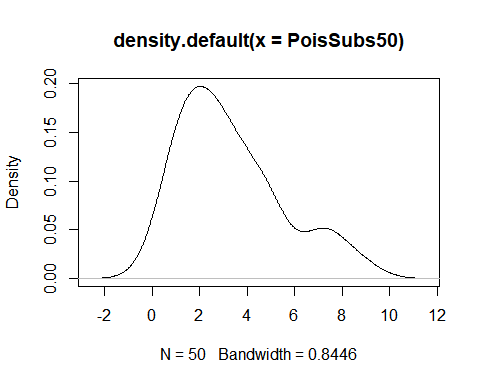 density.default(x = PoisSubs50)
Density
0.20
0.15
0.10
0.05
0.00
-2 0 2 4 6 8 10 12
N = 50 Bandwidth = 0.8446